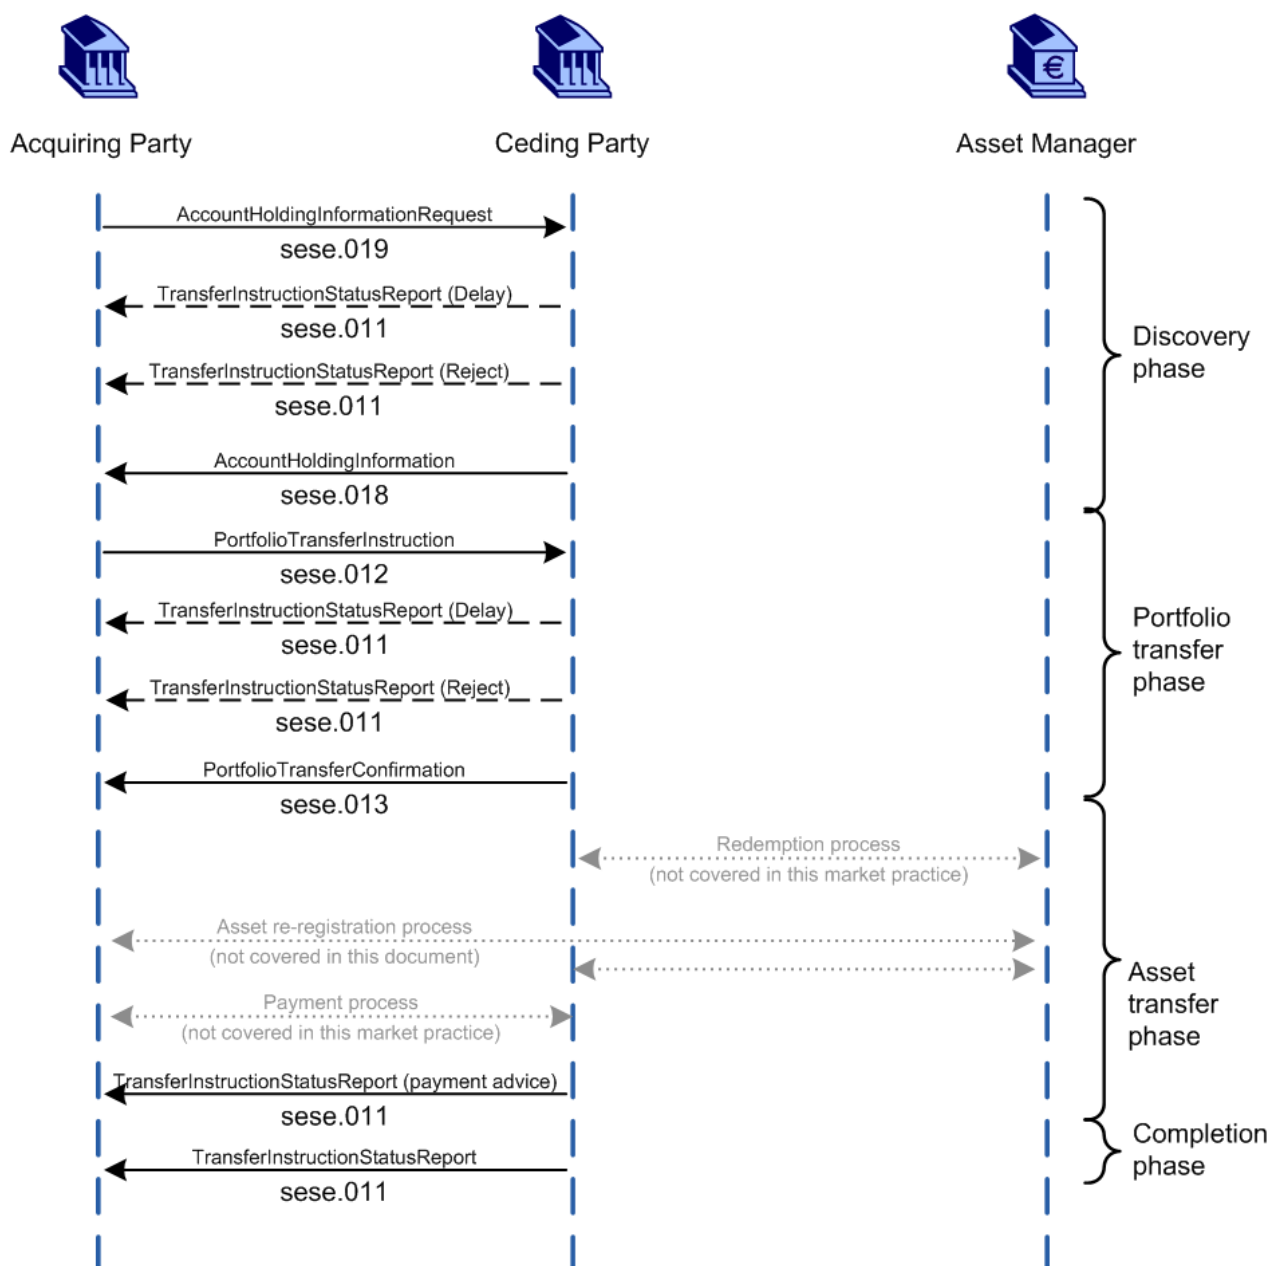 €
Acquiring Party
Ceding Party
Asset Manager
AccountHoldingInformationRequest
sese.019
TransferInstructionStatusReport (Delay)
sese.011
TransferInstructionStatusReport (Reject)
sese.011
AccountHoldingInformation
sese.018
Discovery
phase
PortfolioTransferInstruction
sese.012
TransferInstructionStatusReport (Delay)
sese.011
TransferInstructionStatusReport (Reject)
sese.011
PortfolioTransferConfirmation
sese.013
Portfolio
transfer
phase
Redemption process
(not covered in this market practice)
Asset re-registration process
(not covered in this document)
Payment process
(not covered in this market practice)
TransferInstructionStatusReport (payment advice)
sese.011
Asset
transfer
phase
TransferInstructionStatusReport
sese.011
Completion
phase